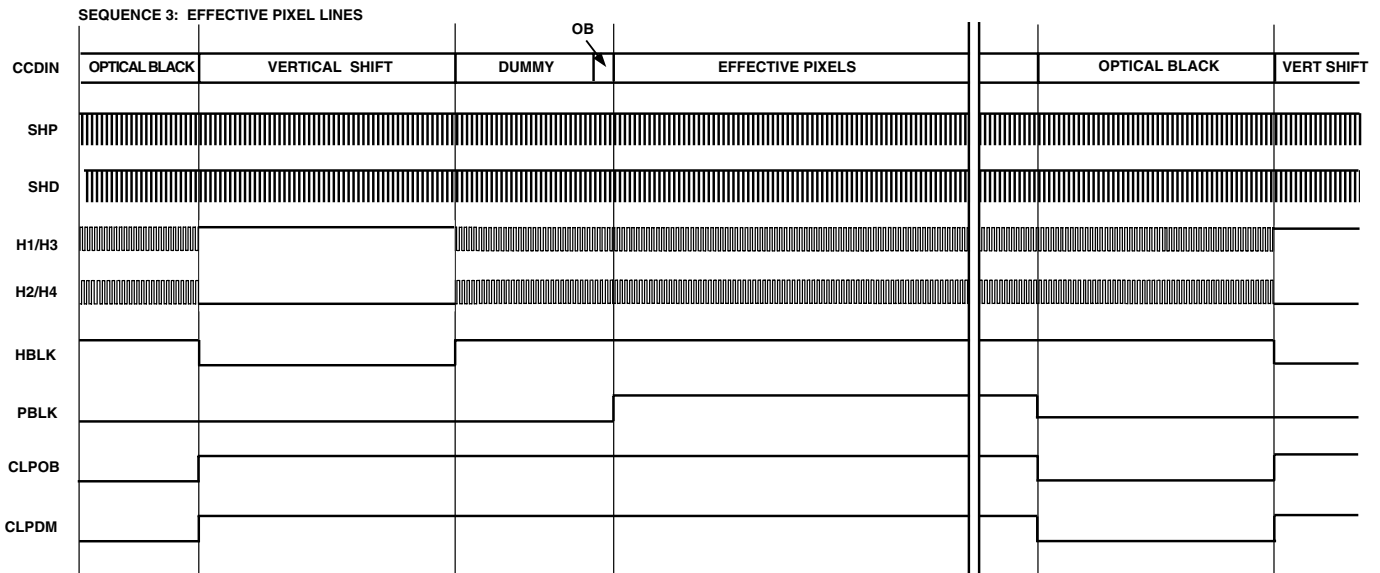 SEQUENCE 3: EFFECTIVE PIXEL LINES
OB
CCDIN OPTICAL BLACK VERTICAL SHIFT DUMMY EFFECTIVE PIXELS OPTICAL BLACK VERT SHIFT
SHP
SHD
H1/H3
H2/H4
HBLK
PBLK
CLPOB
CLPDM